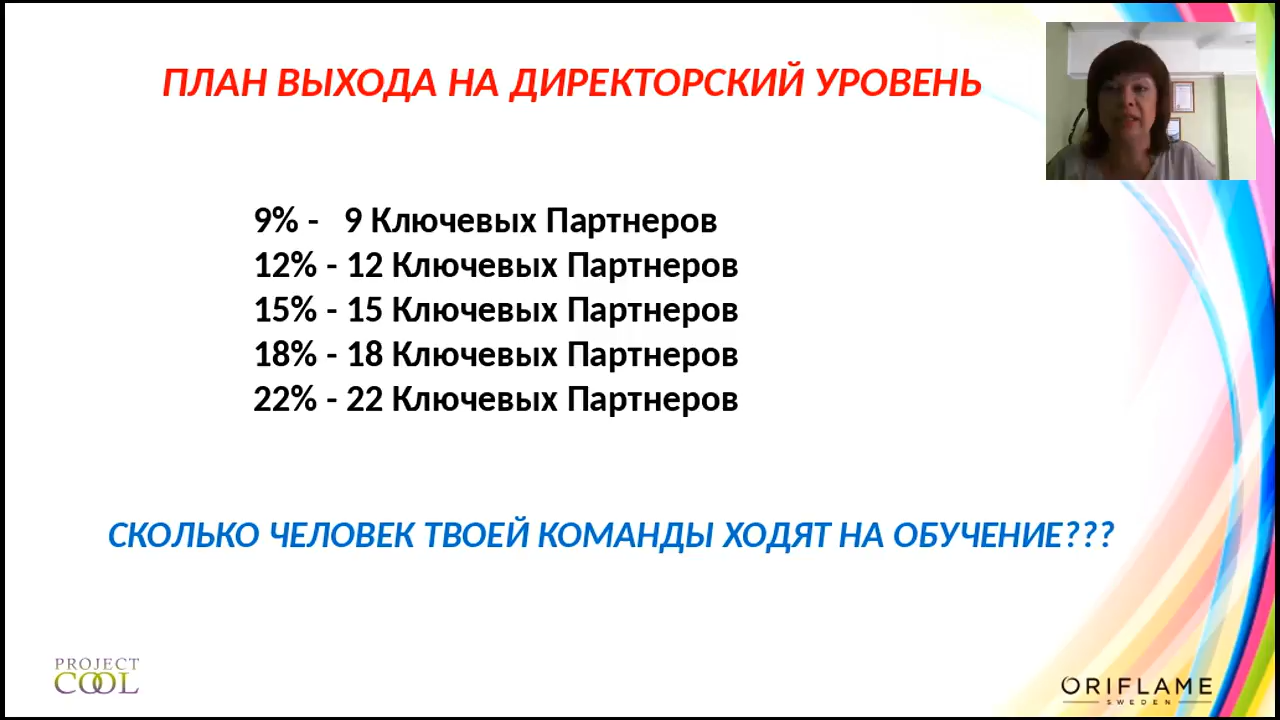 ПЛАН ВЫХОДА НА ДИРЕКТОРСКИЙ УРОВЕНЬ
9% - 9 Ключевых Партнеров
12% - 12 Ключевых Партнеров
15% - 15 Ключевых Партнеров
18% - 18 Ключевых Партнеров
22% - 22 Ключевых Партнеров
СКОЛЬКО ЧЕЛОВЕК ТВОЕЙ КОМАНДЫ ХОДЯТ НА ОБУЧЕНИЕ???
PROJECT
COOL
ORIFLAME
SWEDEN